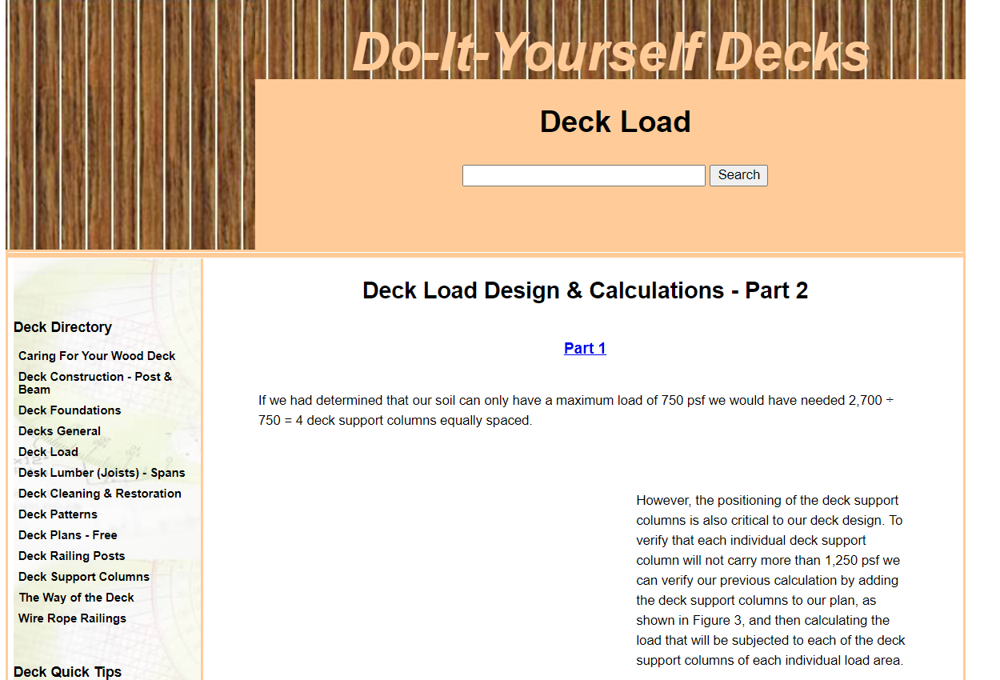 Do-It-Yourself Decks
Deck Load
Search
Deck Directory
Caring For Your Wood Deck
Deck Construction - Post &
Beam
Deck Foundations
Decks General
Deck Load
Desk Lumber (Joists) - Spans
Deck Cleaning & Restoration
Deck Patterns
Deck Plans - Free
Deck Railing Posts
Deck Support Columns
The Way of the Deck
Wire Rope Railings
Deck Quick Tips
Deck Load Design & Calculations - Part 2
Part 1
If we had determined that our soil can only have a maximum load of 750 psf we would have needed 2,700 ÷
750 = 4 deck support columns equally spaced.
However, the positioning of the deck support
columns is also critical to our deck design. To
verify that each individual deck support
column will not carry more than 1,250 psf we
can verify our previous calculation by adding
the deck support columns to our plan, as
shown in Figure 3, and then calculating the
load that will be subjected to each of the deck
support columns of each individual load area.